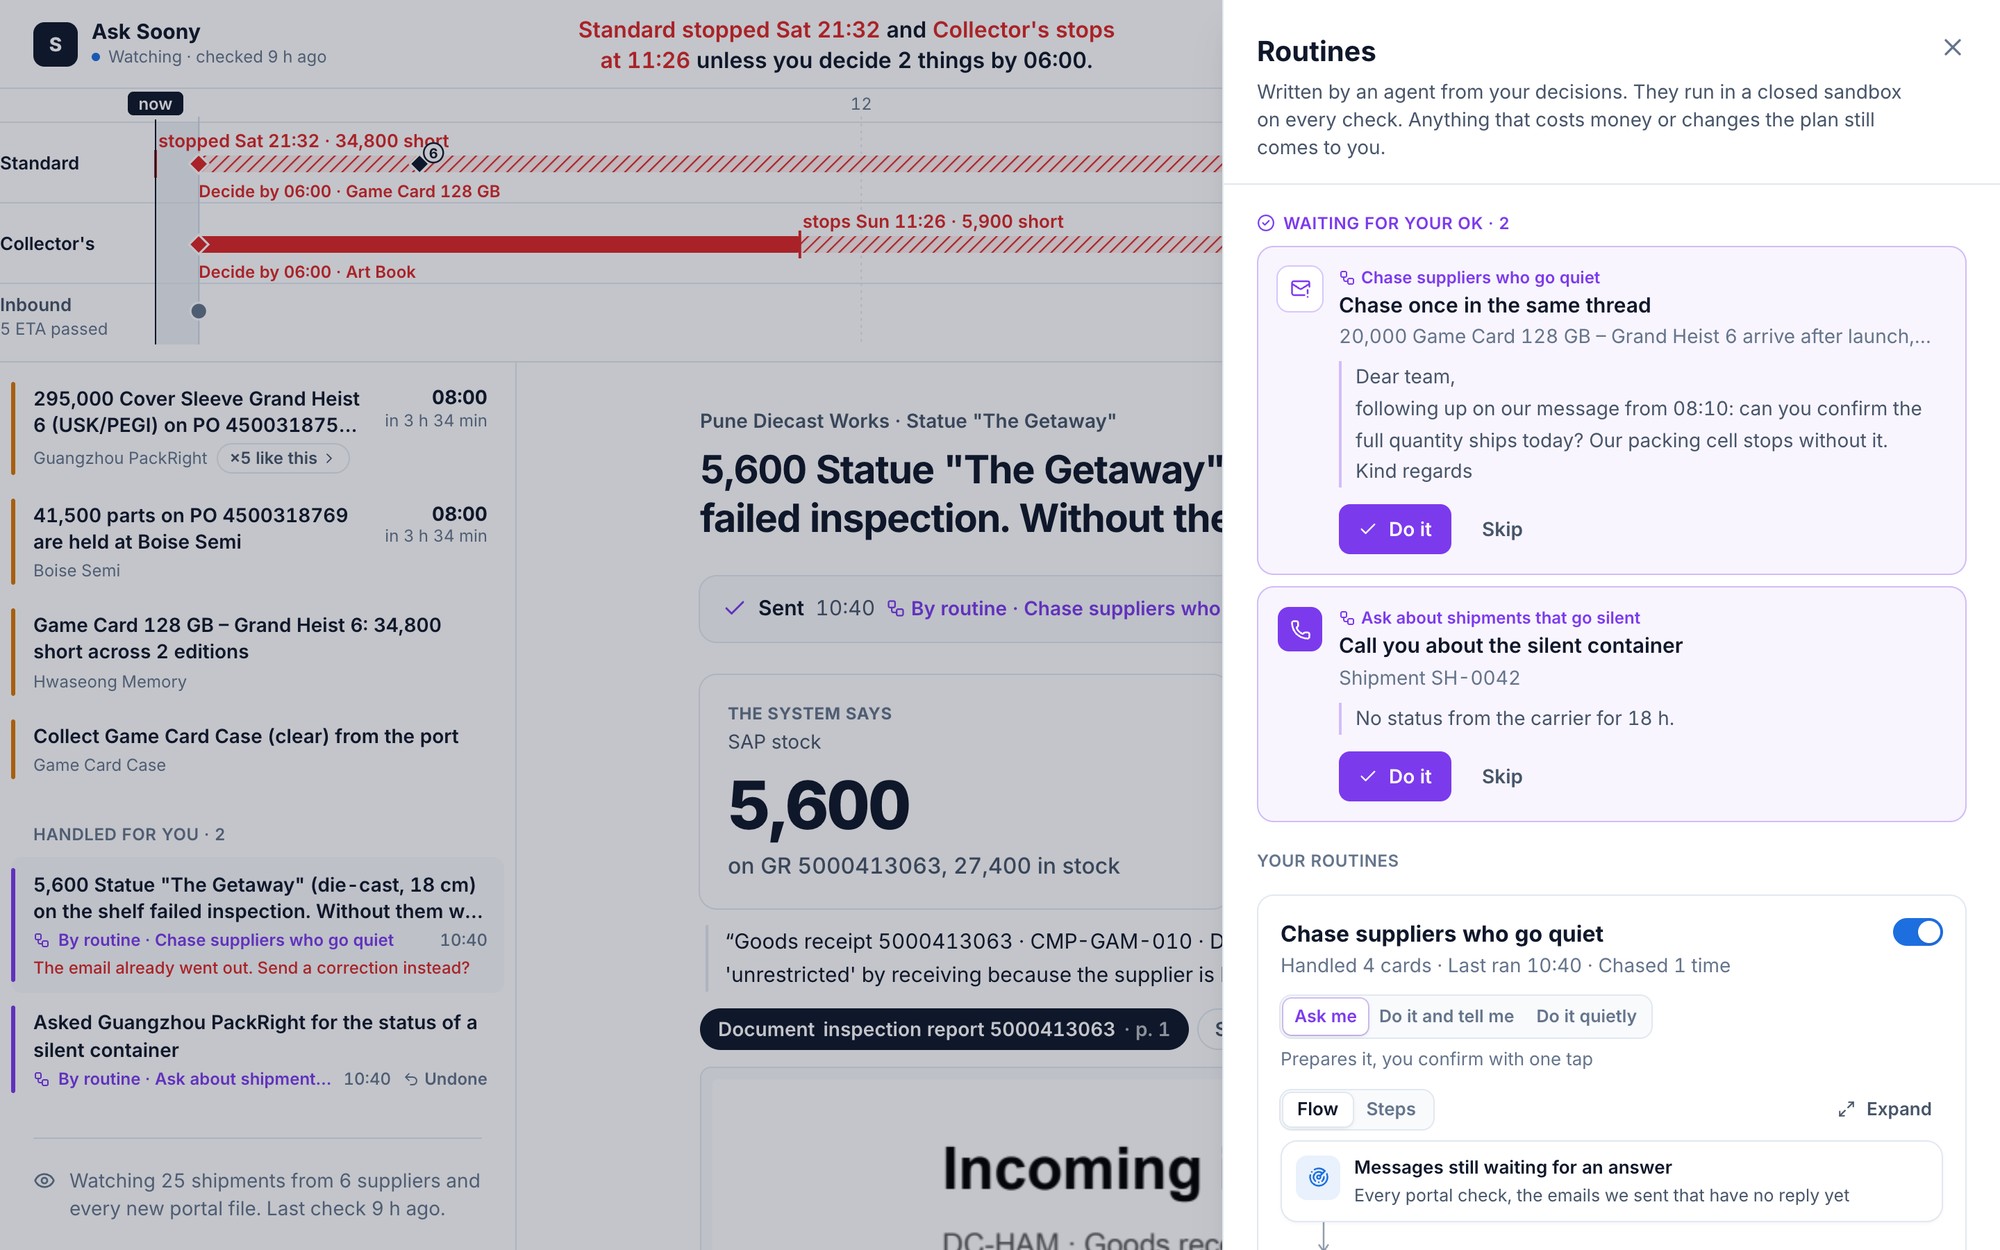 S
Ask Soony
Watching · checked 9 h ago
Standard stopped Sat 21:32 and Collector's stops
at 11:26 unless you decide 2 things by 06:00.
now
12
Standard
stopped Sat 21:32 · 34,800 short
6
Decide by 06:00 · Game Card 128 GB
Collector's
stops Sun 11:26 · 5,900 short
Decide by 06:00 · Art Book
Inbound
5 ETA passed
295,000 Cover Sleeve Grand Heist
6 (USK/PEGI) on PO 450031875...
08:00
in 3 h 34 min
Guangzhou PackRight
×5 like this
41,500 parts on PO 4500318769
are held at Boise Semi
08:00
in 3 h 34 min
Boise Semi
Game Card 128 GB – Grand Heist 6: 34,800
short across 2 editions
Hwaseong Memory
Collect Game Card Case (clear) from the port
Game Card Case
HANDLED FOR YOU · 2
5,600 Statue "The Getaway" (die-cast, 18 cm)
on the shelf failed inspection. Without them w...
By routine · Chase suppliers who go quiet 10:40
The email already went out. Send a correction instead?
Asked Guangzhou PackRight for the status of a
silent container
By routine · Ask about shipment... 10:40 Undone
Watching 25 shipments from 6 suppliers and
every new portal file. Last check 9 h ago.
Pune Diecast Works · Statue "The Getaway"
5,600 Statue "The Getaway"
failed inspection. Without the
Sent 10:40 By routine · Chase suppliers who
THE SYSTEM SAYS
SAP stock
5,600
on GR 5000413063, 27,400 in stock
“Goods receipt 5000413063 · CMP-GAM-010 · D
'unrestricted' by receiving because the supplier is
Document inspection report 5000413063 · p. 1
S
Incoming
DC-HAM · Goods rec
Routines
Written by an agent from your decisions. They run in a closed sandbox
on every check. Anything that costs money or changes the plan still
comes to you.
WAITING FOR YOUR OK · 2
Chase suppliers who go quiet
Chase once in the same thread
20,000 Game Card 128 GB – Grand Heist 6 arrive after launch,...
Dear team,
following up on our message from 08:10: can you confirm the
full quantity ships today? Our packing cell stops without it.
Kind regards
Do it
Skip
Ask about shipments that go silent
Call you about the silent container
Shipment SH-0042
No status from the carrier for 18 h.
Do it
Skip
YOUR ROUTINES
Chase suppliers who go quiet
Handled 4 cards · Last ran 10:40 · Chased 1 time
Ask me
Do it and tell me
Do it quietly
Prepares it, you confirm with one tap
Flow
Steps
Expand
Messages still waiting for an answer
Every portal check, the emails we sent that have no reply yet